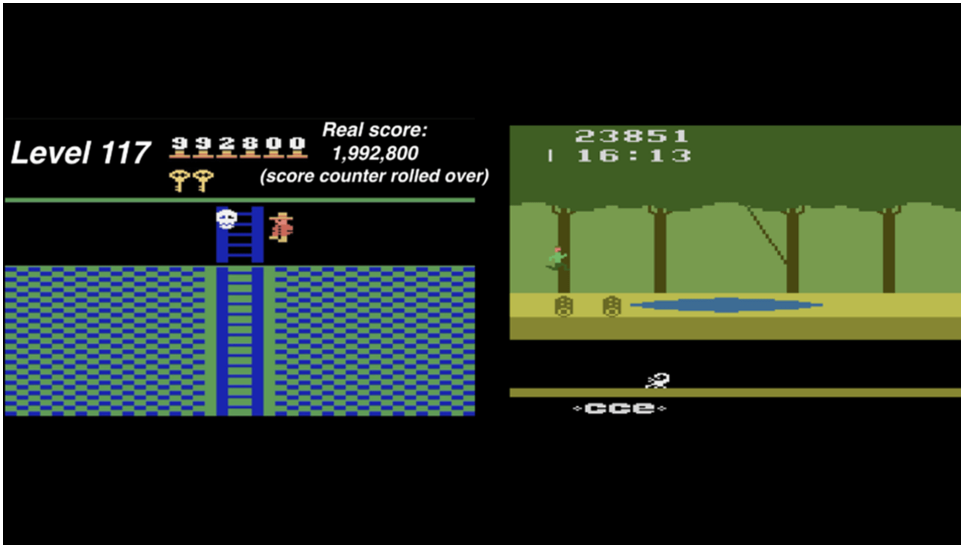 Level 117
992800
Real score:
1,992,800
(score counter rolled over)
23851
16:13
cce